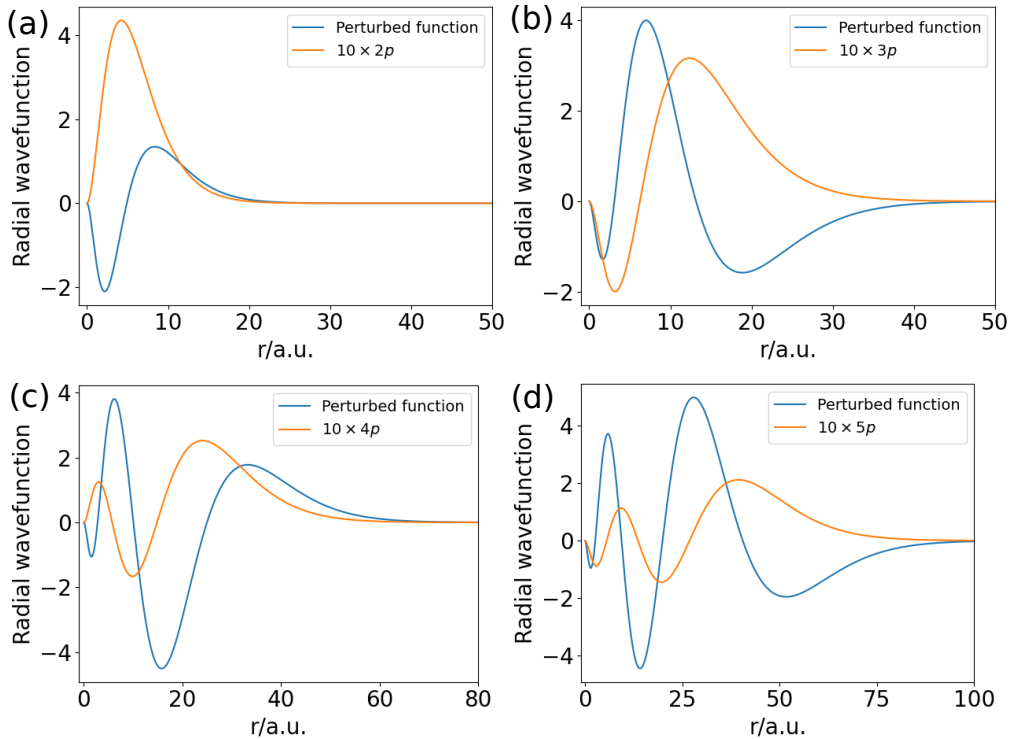 (a)
Radial wavefunction
4
2
0
−2
Perturbed function
10 × 2p
0 10 20 30 40 50
r/a.u.
(b)
Radial wavefunction
4
2
0
−2
Perturbed function
10 × 3p
0 10 20 30 40 50
r/a.u.
(c)
Radial wavefunction
4
2
0
−2
−4
Perturbed function
10 × 4p
0 20 40 60 80
r/a.u.
(d)
Radial wavefunction
4
2
0
−2
−4
Perturbed function
10 × 5p
0 25 50 75 100
r/a.u.